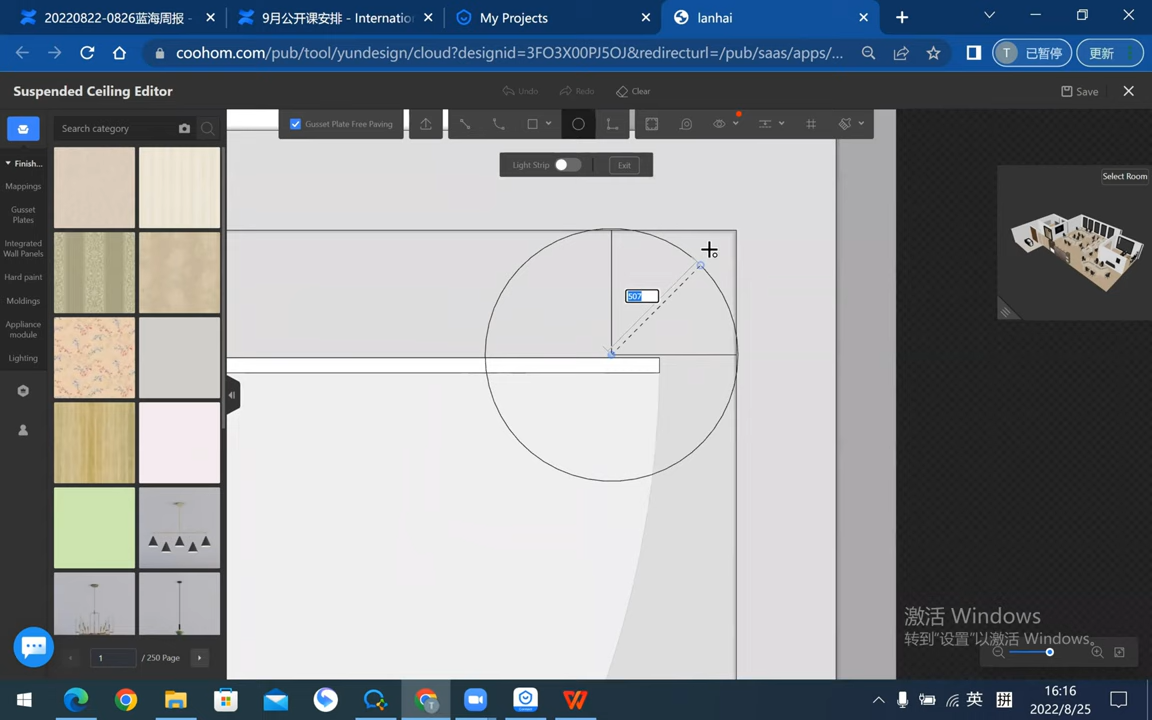 20220822-0826蓝海周报 -
9月公开课安排 - Internatio
My Projects
lanhai
coohom.com/pub/tool/yundesign/cloud?designid=3FO3X00PJ5OJ&redirecturl=/pub/saas/apps/...
T 已暂停
更新
Suspended Ceiling Editor
Undo
Redo
Clear
Save
Search category
Gusset Plate Free Paving
Light Strip
Exit
Select Room
Finish...
Mappings
Gusset
Plates
Integrated
Wall Panels
Hard paint
Moldings
Appliance
module
Lighting
507
1 / 250 Page
激活 Windows
转到"设置"以激活 Windows。
英
拼
16:16
2022/8/25